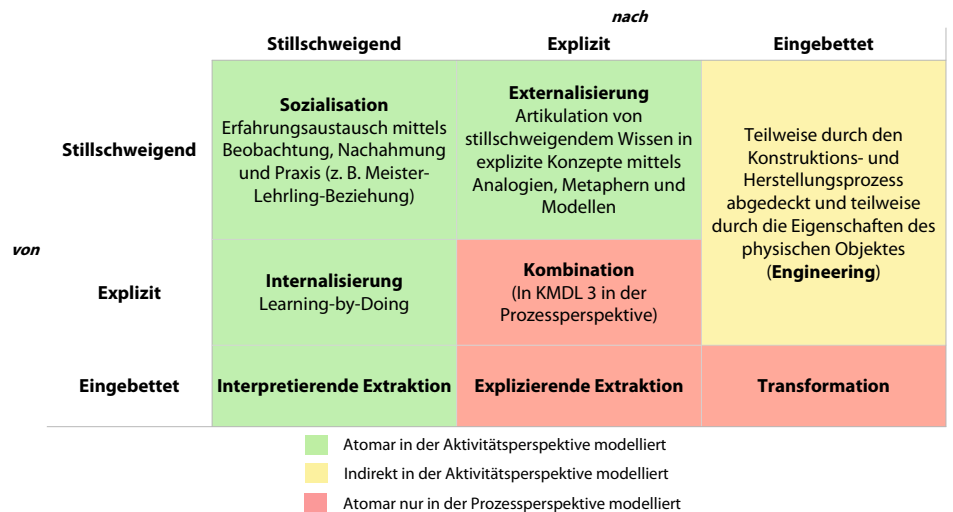 nach
Stillschweigend
Explizit
Eingebettet
von
Stillschweigend
Sozialisation
Erfahrungsaustausch mittels
Beobachtung, Nachahmung
und Praxis (z. B. Meister-
Lehrling-Beziehung)
Externalisierung
Artikulation von
stillschweigendem Wissen in
explizite Konzepte mittels
Analogien, Metaphern und
Modellen
Teilweise durch den
Konstruktions- und
Herstellungsprozess
abgedeckt und teilweise
durch die Eigenschaften des
physischen Objektes
(Engineering)
Explizit
Internalisierung
Learning-by-Doing
Kombination
(In KMDL 3 in der
Prozessperspektive)
Eingebettet
Interpretierende Extraktion
Explizierende Extraktion
Transformation
Atomar in der Aktivitätsperspektive modelliert
Indirekt in der Aktivitätsperspektive modelliert
Atomar nur in der Prozessperspektive modelliert